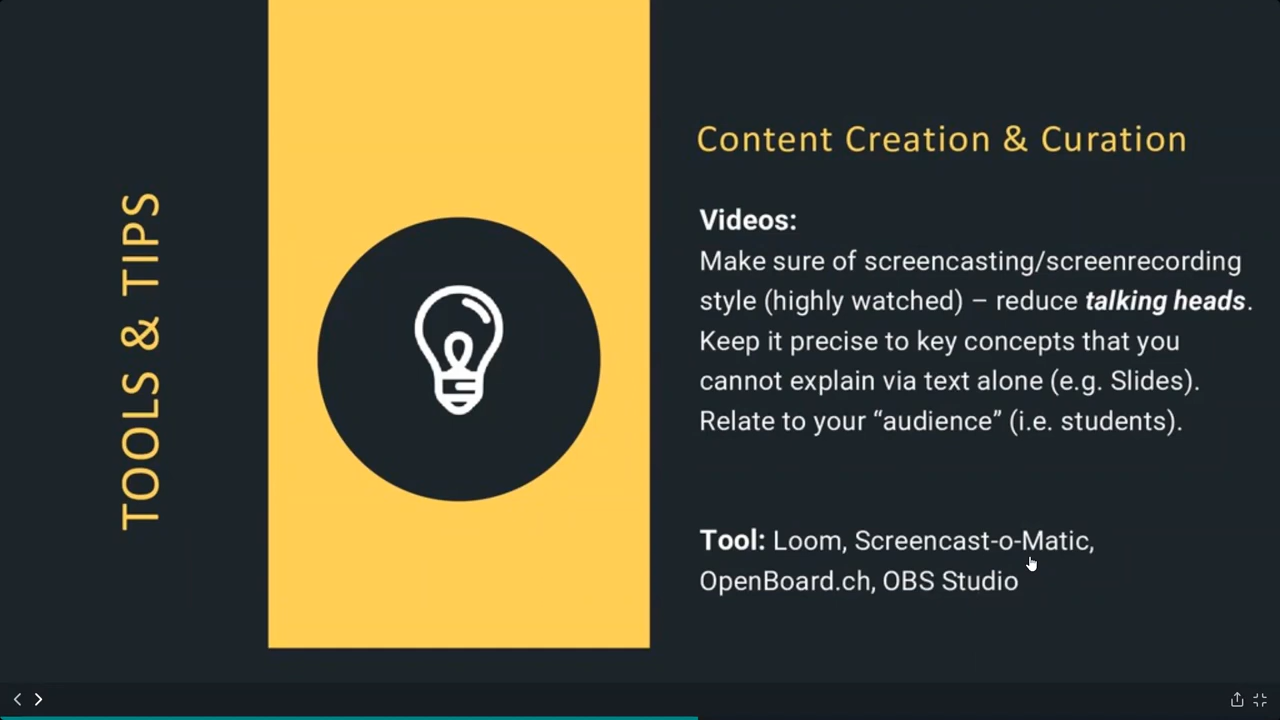 TOOLS & TIPS
Content Creation & Curation
Videos:
Make sure of screencasting/screenrecording
style (highly watched) – reduce talking heads.
Keep it precise to key concepts that you
cannot explain via text alone (e.g. Slides).
Relate to your “audience” (i.e. students).
Tool: Loom, Screencast-o-Matic,
OpenBoard.ch, OBS Studio